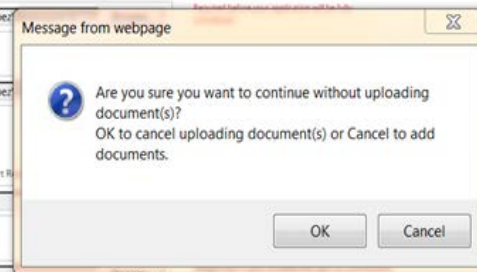 Message from webpage
Are you sure you want to continue without uploading
document(s)?
OK to cancel uploading document(s) or Cancel to add
documents.
OK
Cancel